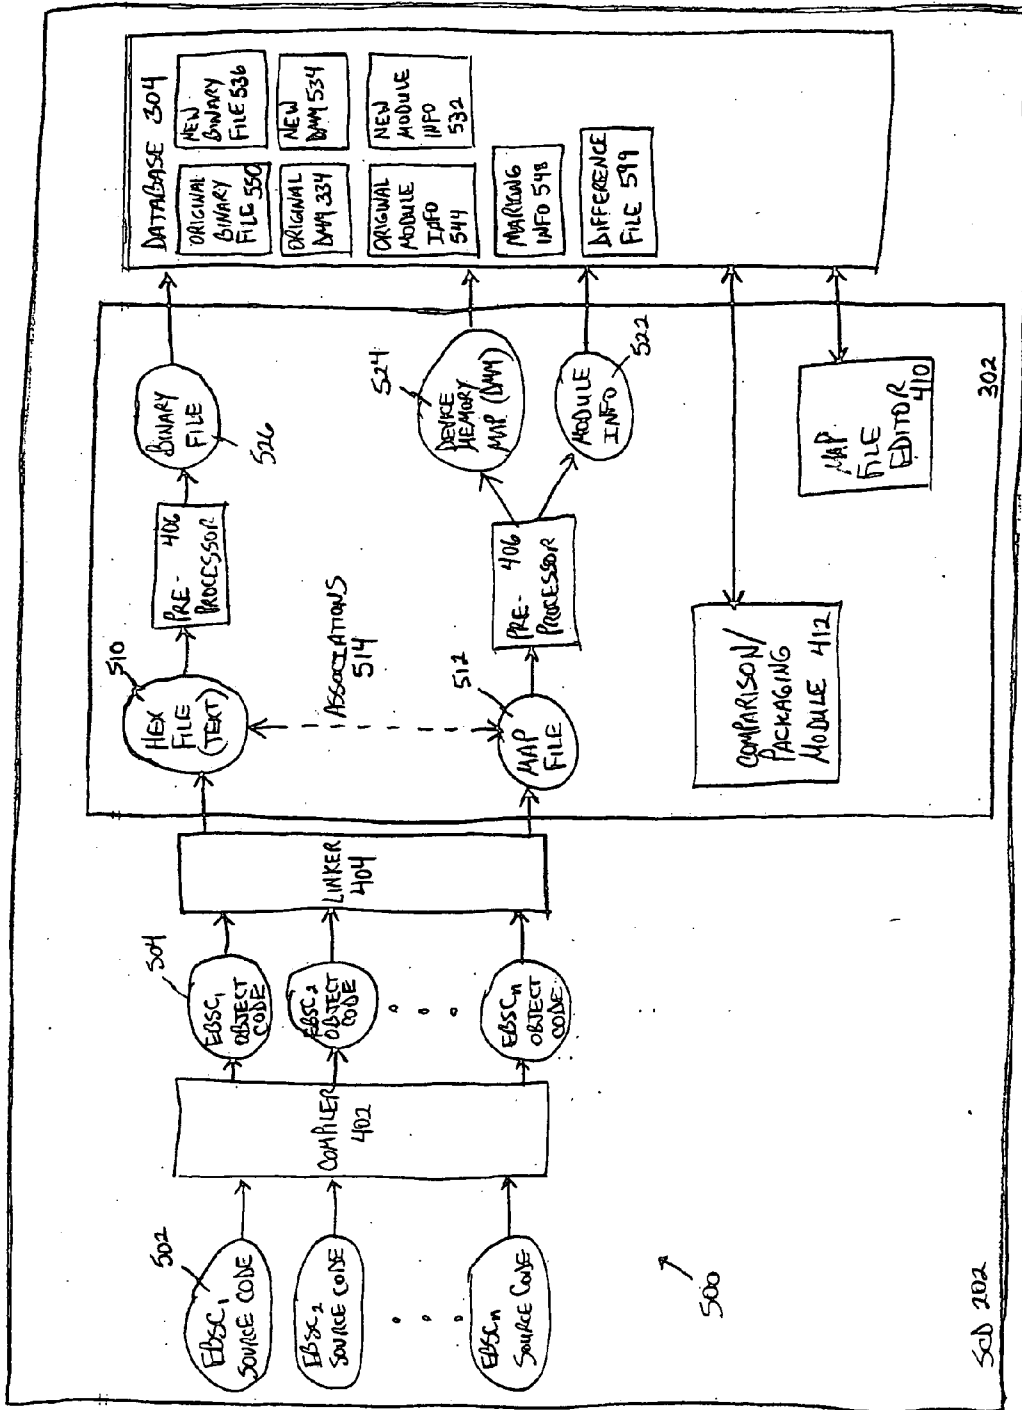 502
EBSC1
SOURCE CODE
EBSC2
SOURCE CODE
EBSCn
SOURCE CODE
500
SCD 202
COMPILER
402
504
EBSC1
OBJECT
CODE
EBSC2
OBJECT
CODE
EBSCn
OBJECT
CODE
LINKER
404
510
HEX
FILE
(TEXT)
ASSOCIATIONS
514
512
MAP
FILE
PRE- 406
PROCESSOR
PRE- 406
PROCESSOR
BINARY
FILE
526
524
DEVICE
MEMORY
MAP (DMM)
MODULE
INFO
522
COMPARISON/
PACKAGING
MODULE 412
MAP
FILE
EDITOR
410
302
DATABASE 304
ORIGINAL
BINARY
FILE 550
NEW
BINARY
FILE 536
ORIGINAL
DMM 334
NEW
DMM 534
ORIGINAL
MODULE
INFO
544
NEW
MODULE
INFO
532
MARKING
INFO 548
DIFFERENCE
FILE 599